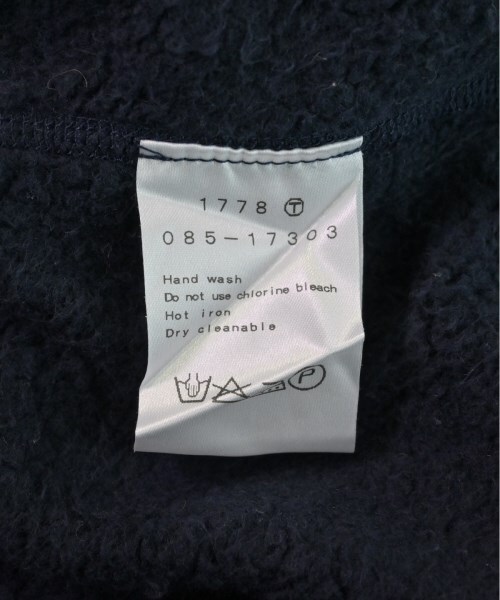 1778 Ⓣ
085-17303
Hand wash
Do not use chlorine bleach
Hot iron
Dry cleanable
P